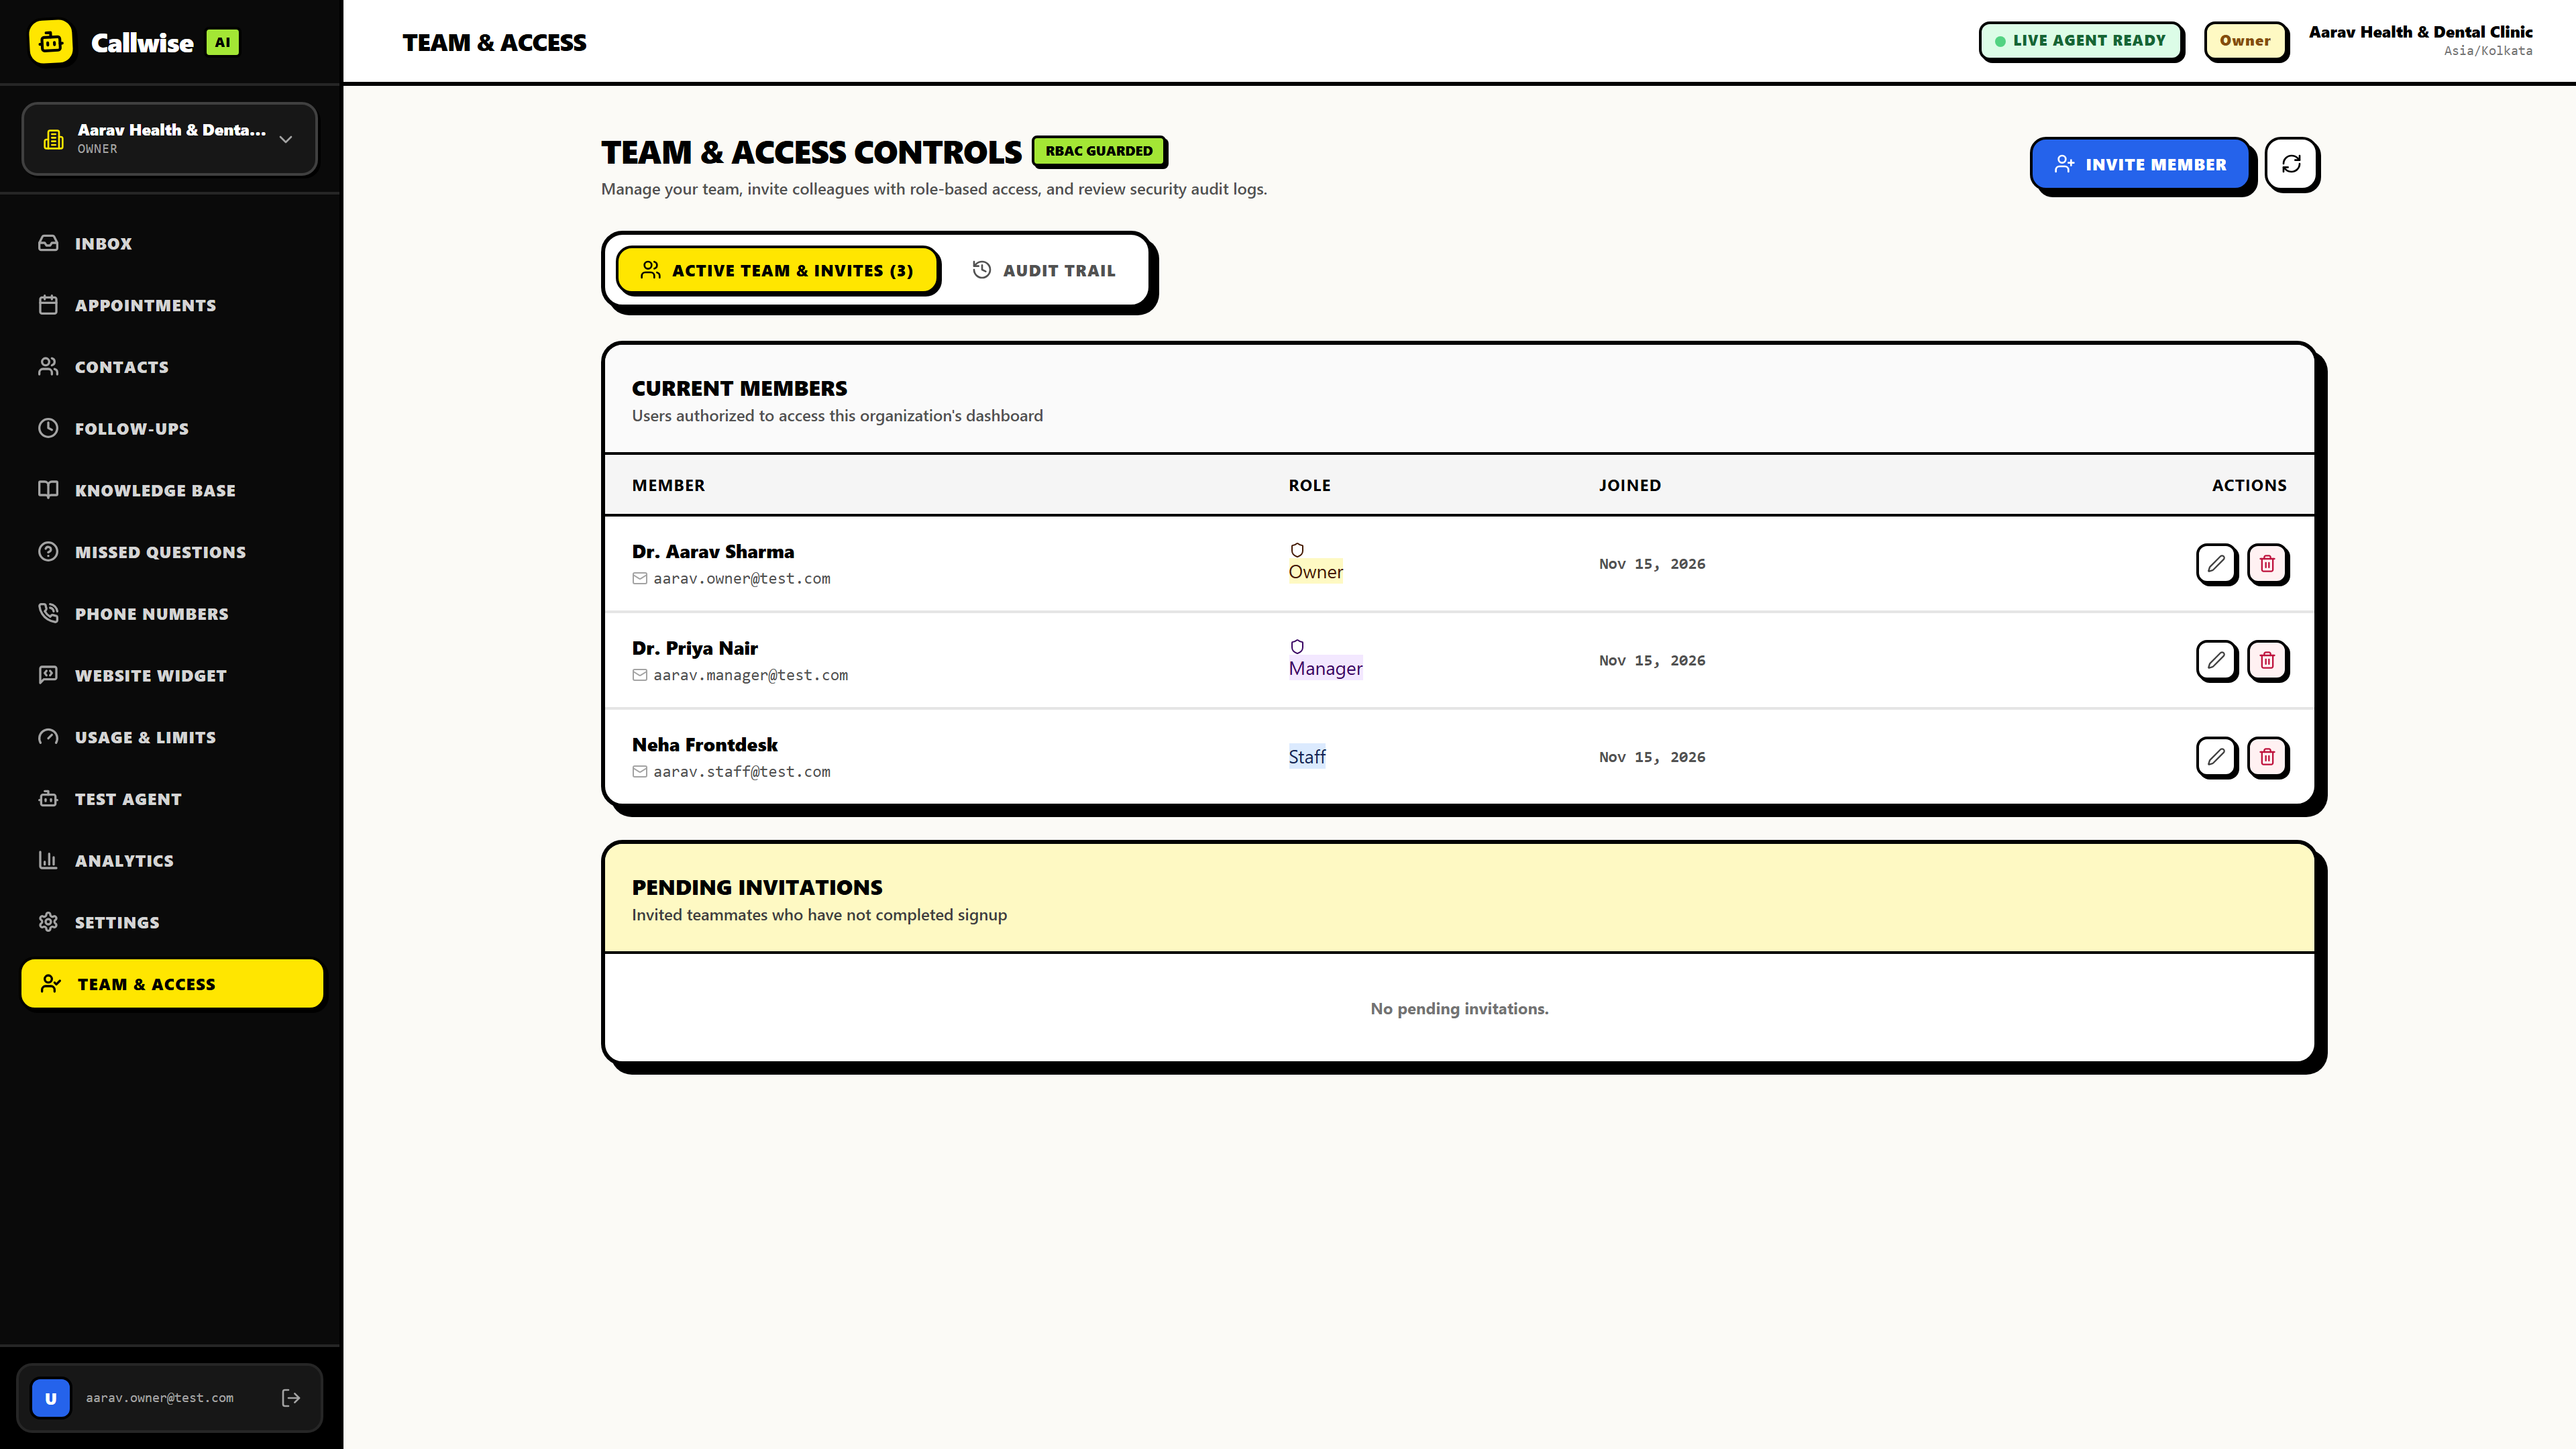 Callwise AI
Aarav Health & Denta...
OWNER
INBOX
APPOINTMENTS
CONTACTS
FOLLOW-UPS
KNOWLEDGE BASE
MISSED QUESTIONS
PHONE NUMBERS
WEBSITE WIDGET
USAGE & LIMITS
TEST AGENT
ANALYTICS
SETTINGS
TEAM & ACCESS
U aarav.owner@test.com
TEAM & ACCESS
LIVE AGENT READY
Owner
Aarav Health & Dental Clinic
Asia/Kolkata
TEAM & ACCESS CONTROLS RBAC GUARDED
Manage your team, invite colleagues with role-based access, and review security audit logs.
INVITE MEMBER
ACTIVE TEAM & INVITES (3) AUDIT TRAIL
CURRENT MEMBERS
Users authorized to access this organization's dashboard
MEMBER ROLE JOINED ACTIONS
Dr. Aarav Sharma
aarav.owner@test.com
Owner
Nov 15, 2026
Dr. Priya Nair
aarav.manager@test.com
Manager
Nov 15, 2026
Neha Frontdesk
aarav.staff@test.com
Staff
Nov 15, 2026
PENDING INVITATIONS
Invited teammates who have not completed signup
No pending invitations.